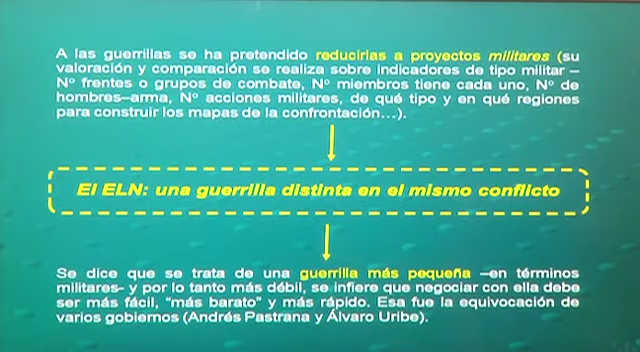 A las guerrillas se ha pretendido reducirlas a proyectos militares (su
valoración y comparación se realiza sobre indicadores de tipo militar –
Nº frentes o grupos de combate, Nº miembros tiene cada uno, Nº de
hombres–arma, Nº acciones militares, de qué tipo y en qué regiones
para construir los mapas de la confrontación...).
El ELN: una guerrilla distinta en el mismo conflicto
Se dice que se trata de una guerrilla más pequeña –en términos
militares- y por lo tanto más débil, se infiere que negociar con ella debe
ser más fácil, "más barato" y más rápido. Esa fue la equivocación de
varios gobiernos (Andrés Pastrana y Álvaro Uribe).